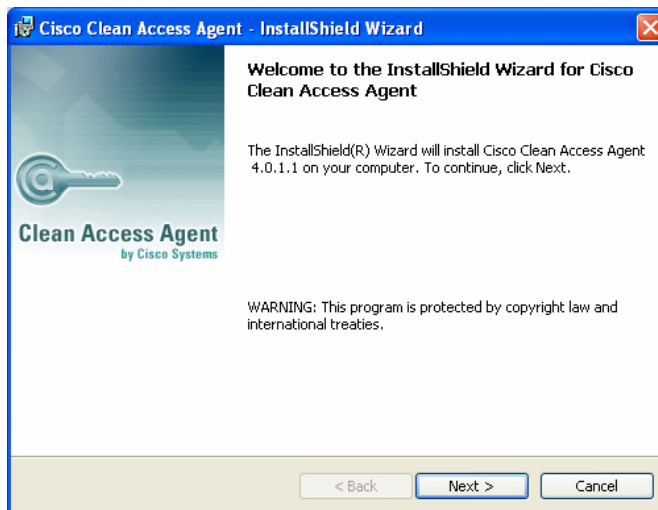 Cisco Clean Access Agent - InstallShield Wizard
Welcome to the InstallShield Wizard for Cisco
Clean Access Agent
The InstallShield(R) Wizard will install Cisco Clean Access Agent
4.0.1.1 on your computer. To continue, click Next.
Clean Access Agent
by Cisco Systems
WARNING: This program is protected by copyright law and
international treaties.
< Back
Next >
Cancel